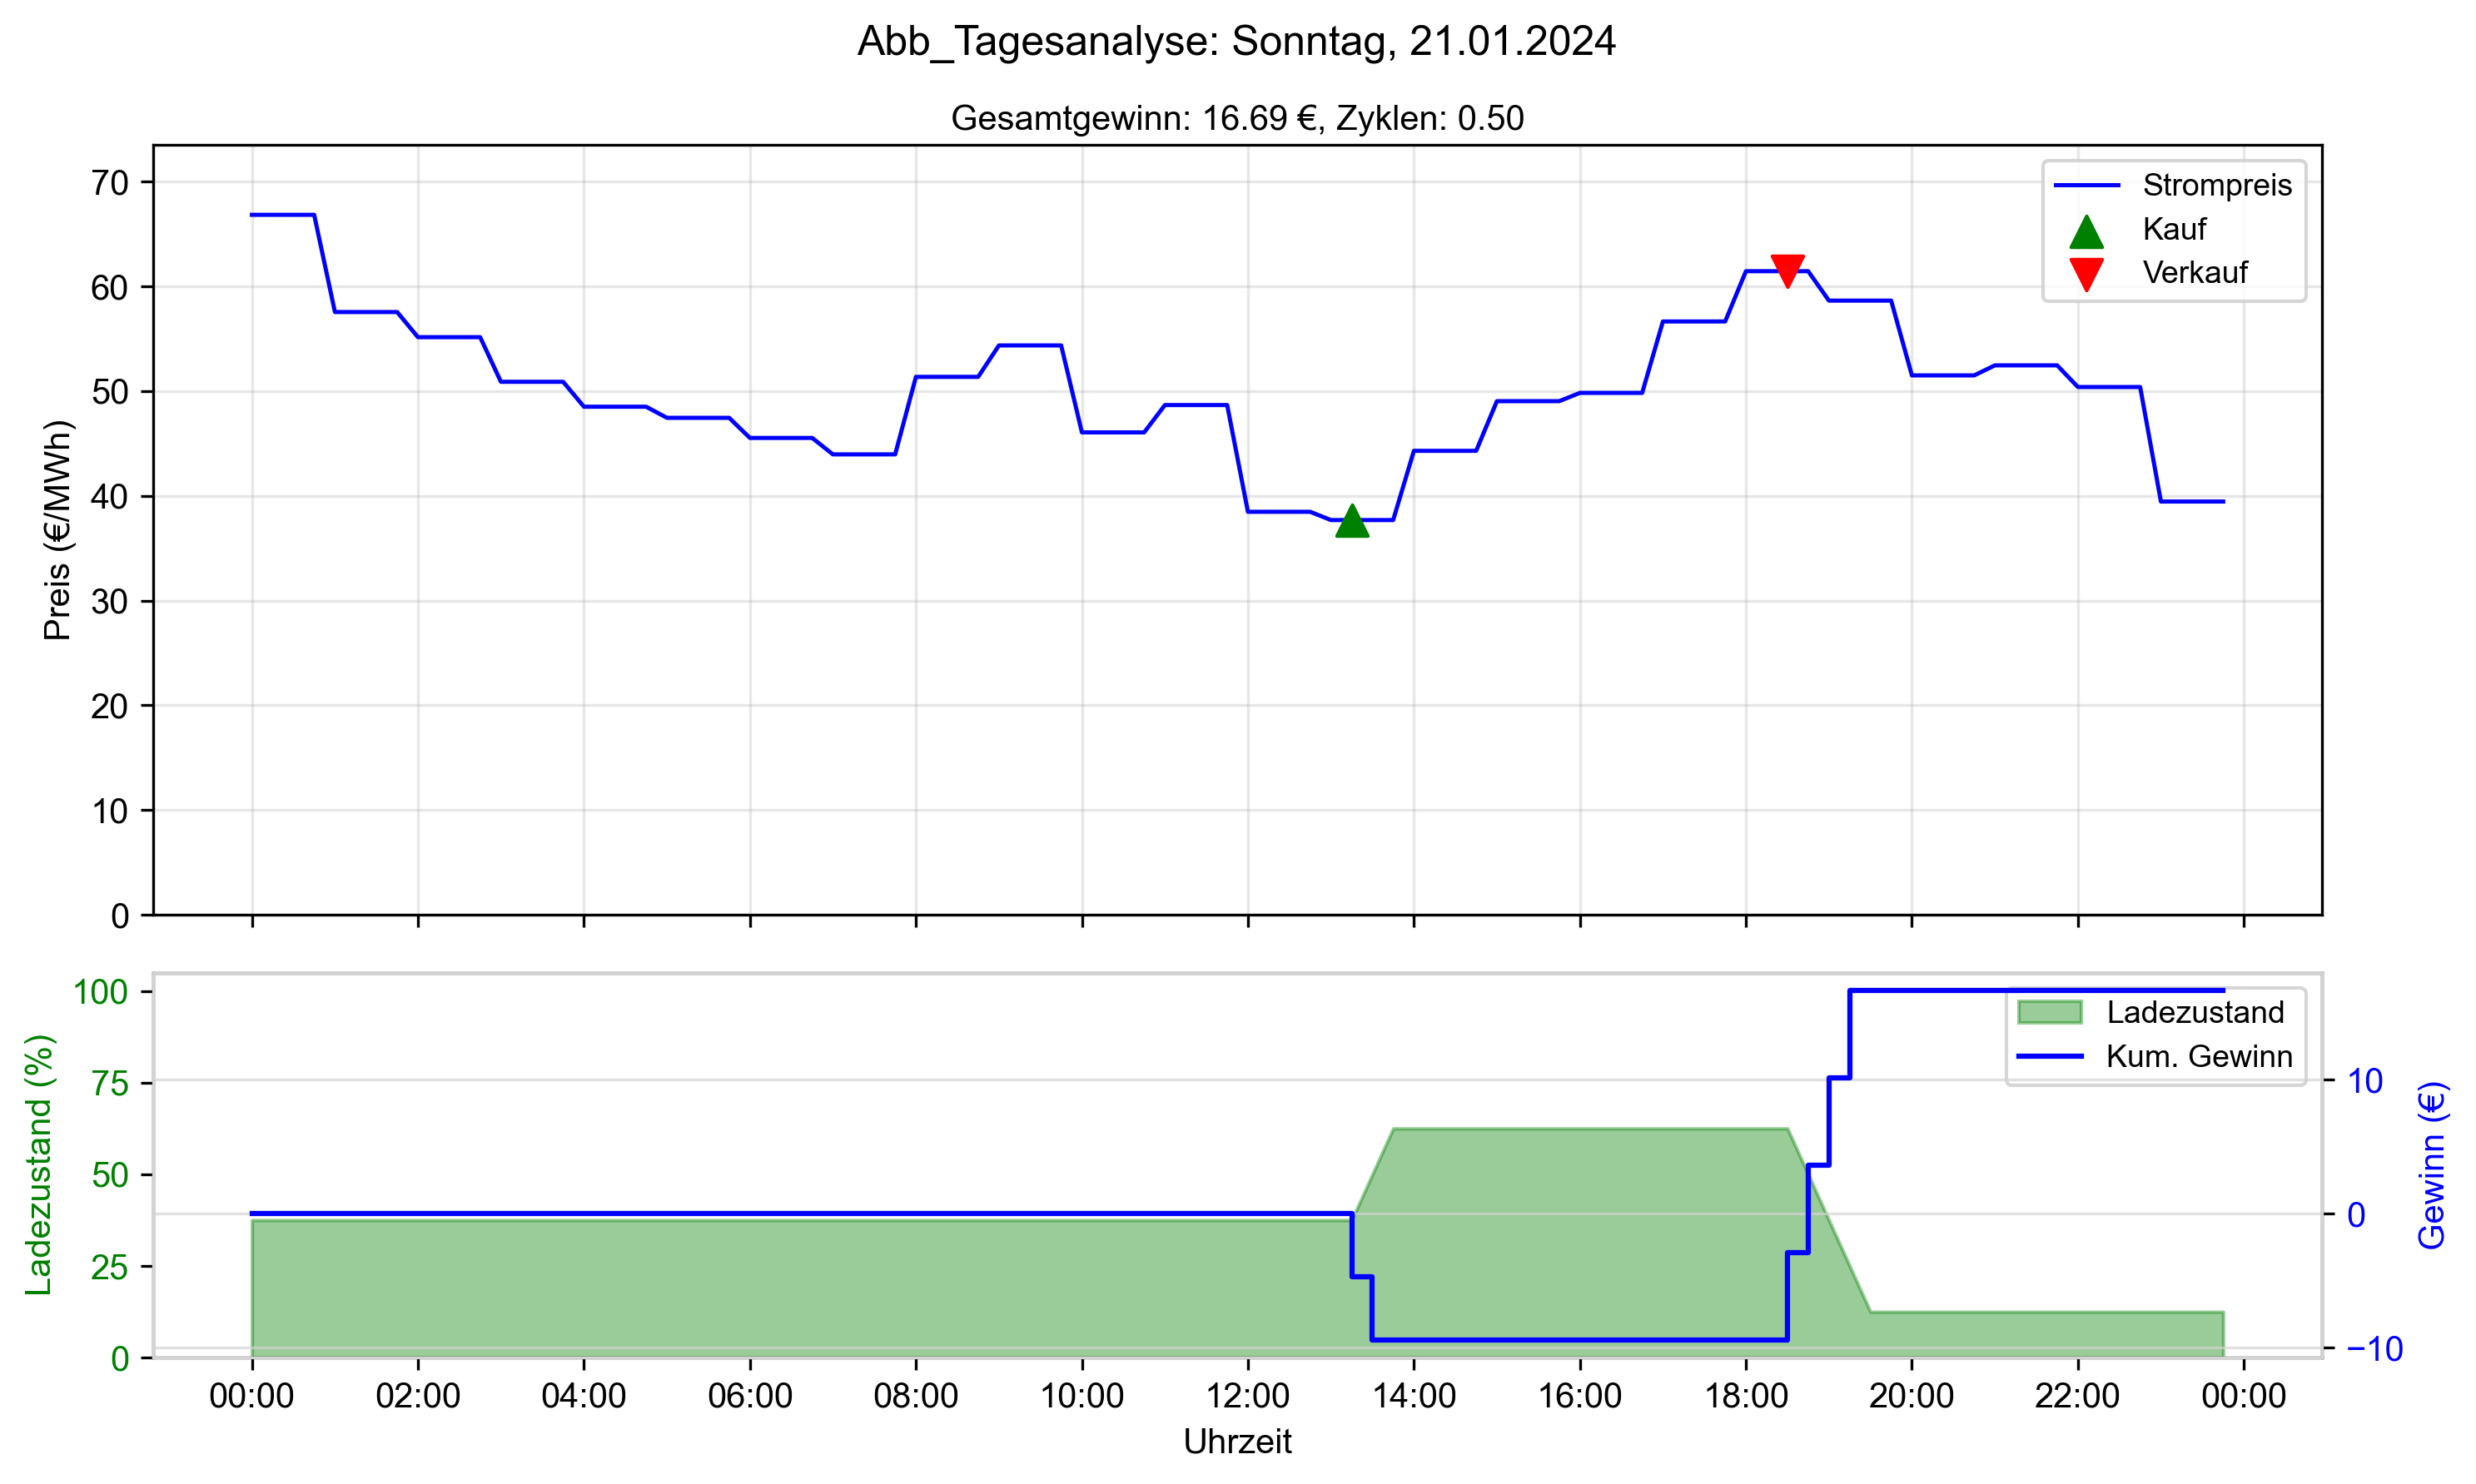 Abb_Tagesanalyse: Sonntag, 21.01.2024
Gesamtgewinn: 16.69 €, Zyklen: 0.50
70
60
50
40
30
20
10
0
Preis (€/MWh)
Strompreis
Kauf
Verkauf
100
75
50
25
0
Ladezustand (%)
Ladezustand
Kum. Gewinn
10
0
−10
Gewinn (€)
00:00 02:00 04:00 06:00 08:00 10:00 12:00 14:00 16:00 18:00 20:00 22:00 00:00
Uhrzeit